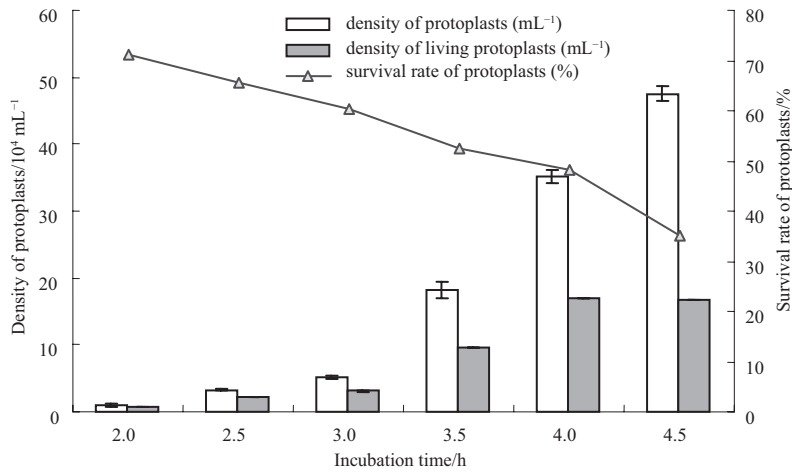 density of protoplasts (mL⁻¹)
density of living protoplasts (mL⁻¹)
survival rate of protoplasts (%)
Density of protoplasts/10⁴ mL⁻¹
60
50
40
30
20
10
0
Survival rate of protoplasts/%
80
70
60
50
40
30
20
10
0
2.0 2.5 3.0 3.5 4.0 4.5
Incubation time/h